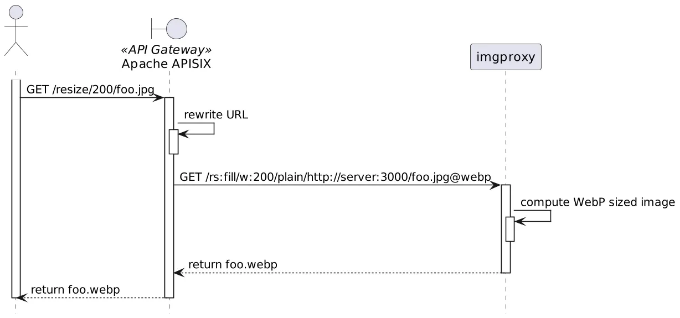 «API Gateway»
Apache APISIX
imgproxy
GET /resize/200/foo.jpg
rewrite URL
GET /rs:fill/w:200/plain/http://server:3000/foo.jpg@webp
compute WebP sized image
return foo.webp
return foo.webp